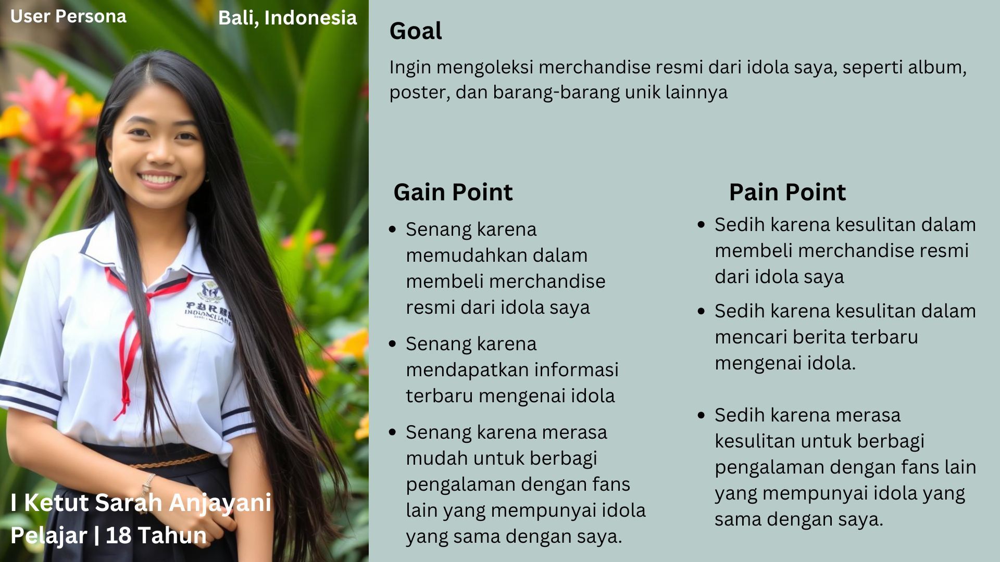 User Persona
Bali, Indonesia
I Ketut Sarah Anjayani
Pelajar | 18 Tahun
Goal
Ingin mengoleksi merchandise resmi dari idola saya, seperti album,
poster, dan barang-barang unik lainnya
Gain Point
• Senang karena
memudahkan dalam
membeli merchandise
resmi dari idola saya
• Senang karena
mendapatkan informasi
terbaru mengenai idola
• Senang karena merasa
mudah untuk berbagi
pengalaman dengan fans
lain yang mempunyai idola
yang sama dengan saya.
Pain Point
• Sedih karena kesulitan dalam
membeli merchandise resmi
dari idola saya
• Sedih karena kesulitan dalam
mencari berita terbaru
mengenai idola.
• Sedih karena merasa
kesulitan untuk berbagi
pengalaman dengan fans lain
yang mempunyai idola yang
sama dengan saya.